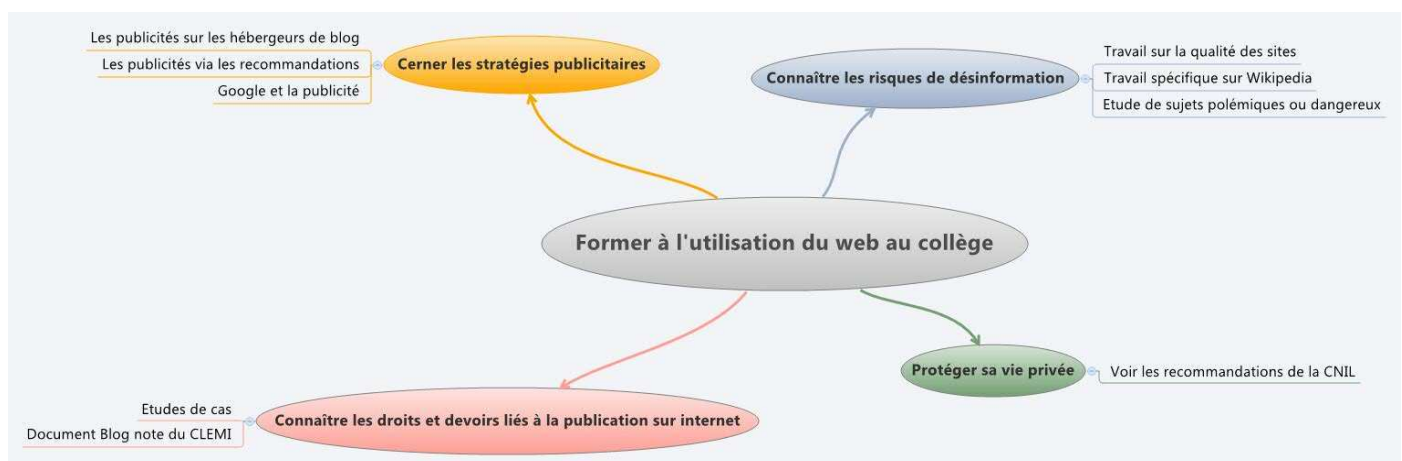 Les publicités sur les hébergeurs de blog
Les publicités via les recommandations
Google et la publicité
Cerner les stratégies publicitaires
Connaître les risques de désinformation
Travail sur la qualité des sites
Travail spécifique sur Wikipedia
Etude de sujets polémiques ou dangereux
Former à l'utilisation du web au collège
Protéger sa vie privée
Voir les recommandations de la CNIL
Etudes de cas
Document Blog note du CLEMI
Connaître les droits et devoirs liés à la publication sur internet